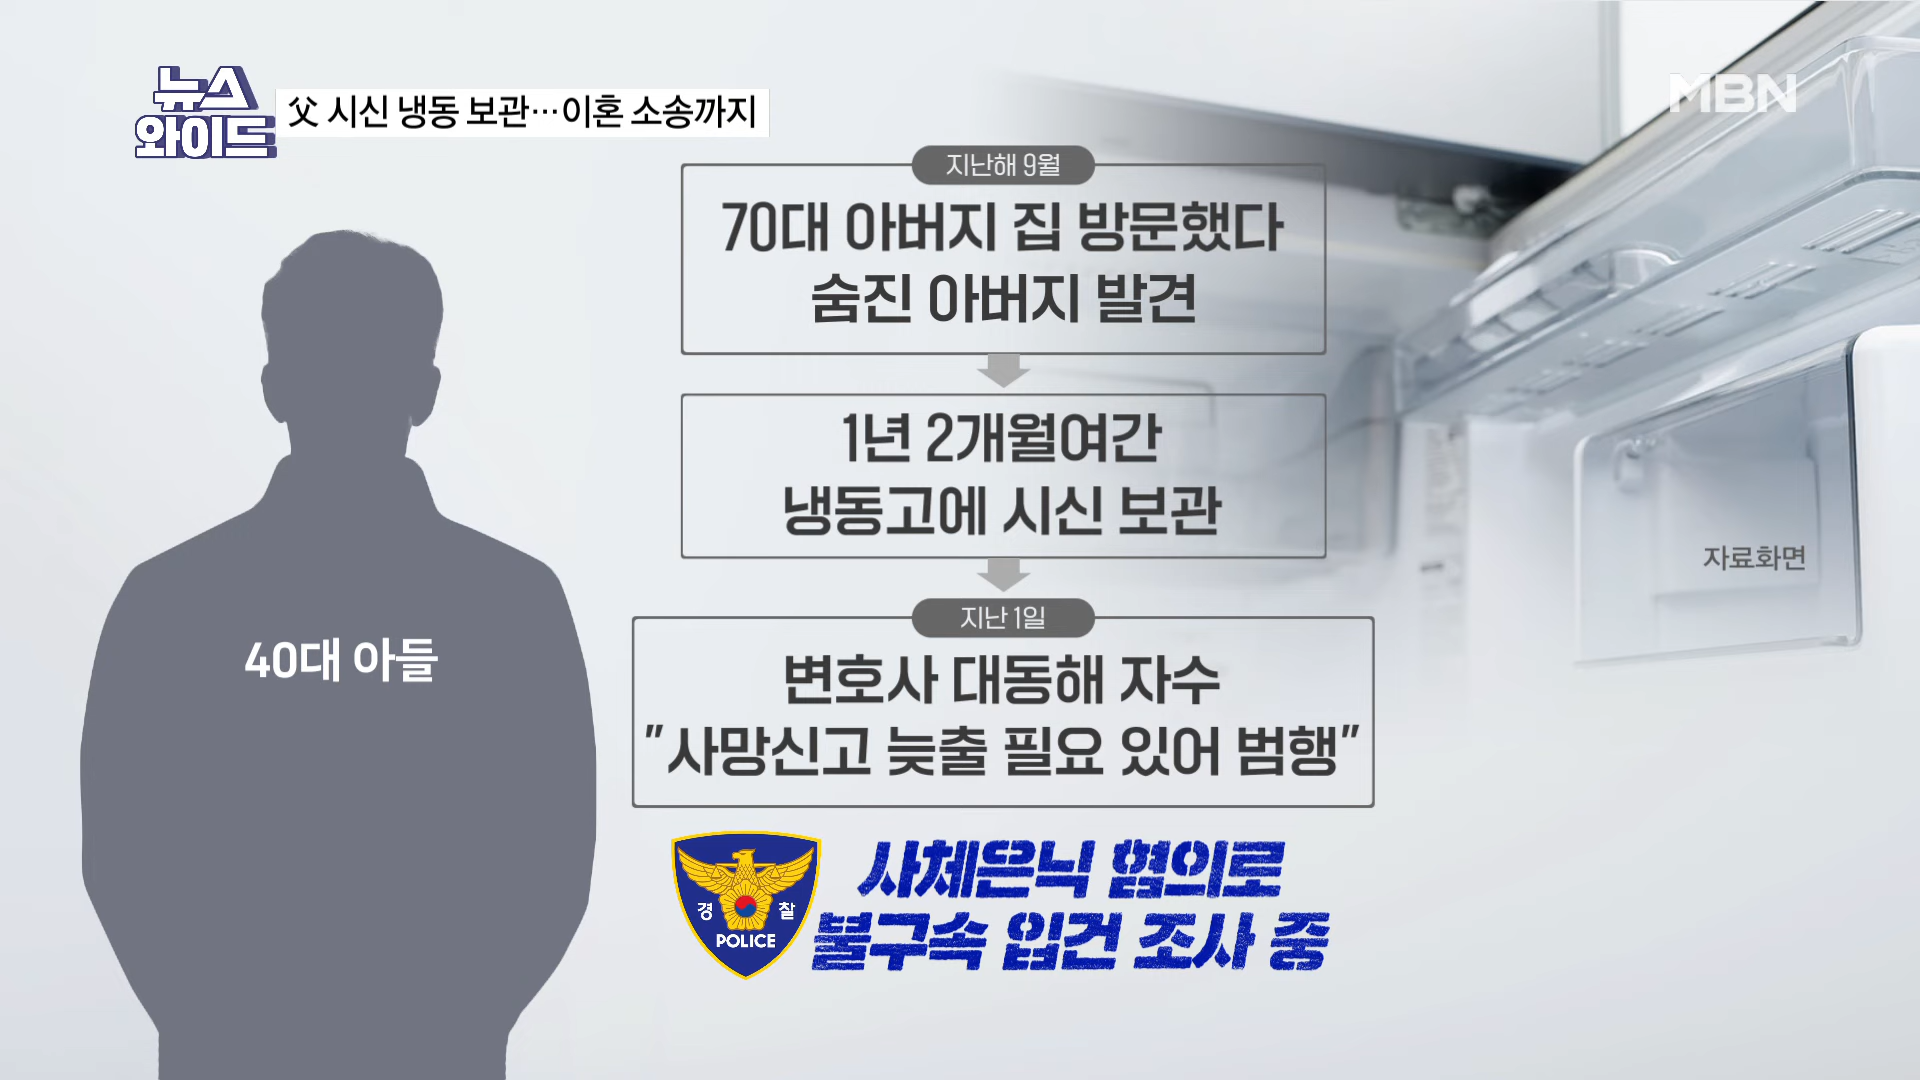 뉴스
와이드
父 시신 냉동 보관…이혼 소송까지
MBN
지난해 9월
70대 아버지 집 방문했다
숨진 아버지 발견
1년 2개월여간
냉동고에 시신 보관
자료화면
지난 1일
변호사 대동해 자수
"사망신고 늦출 필요 있어 범행"
40대 아들
경 찰
POLICE
사체은닉 혐의로
불구속 입건 조사 중